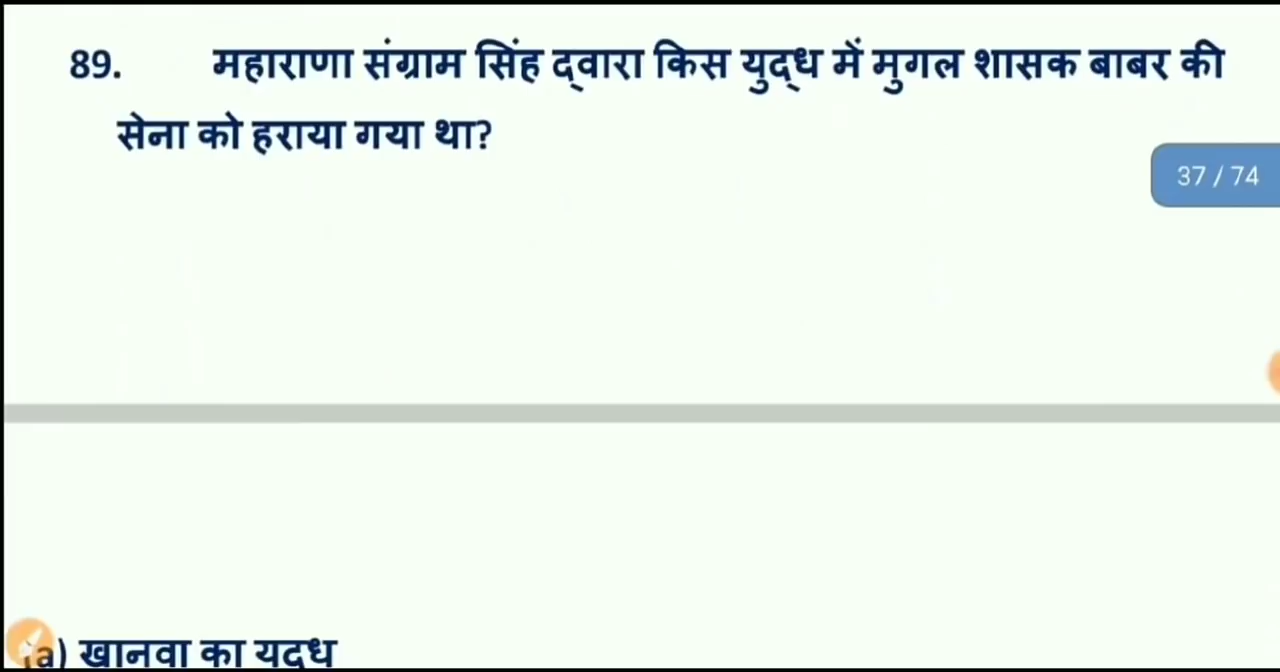 89. महाराणा संग्राम सिंह द्वारा किस युद्ध में मुगल शासक बाबर की
सेना को हराया गया था?
37 / 74
(a) खानवा का युद्ध